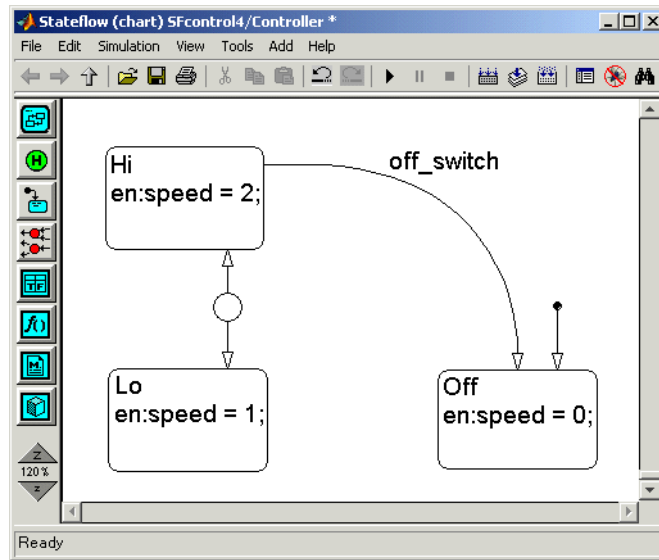 Stateflow (chart) SFcontrol4/Controller *
File Edit Simulation View Tools Add Help
H
Hi
en:speed = 2;
off_switch
TF
f()
M
Lo
en:speed = 1;
Off
en:speed = 0;
Z
120%
z
Ready